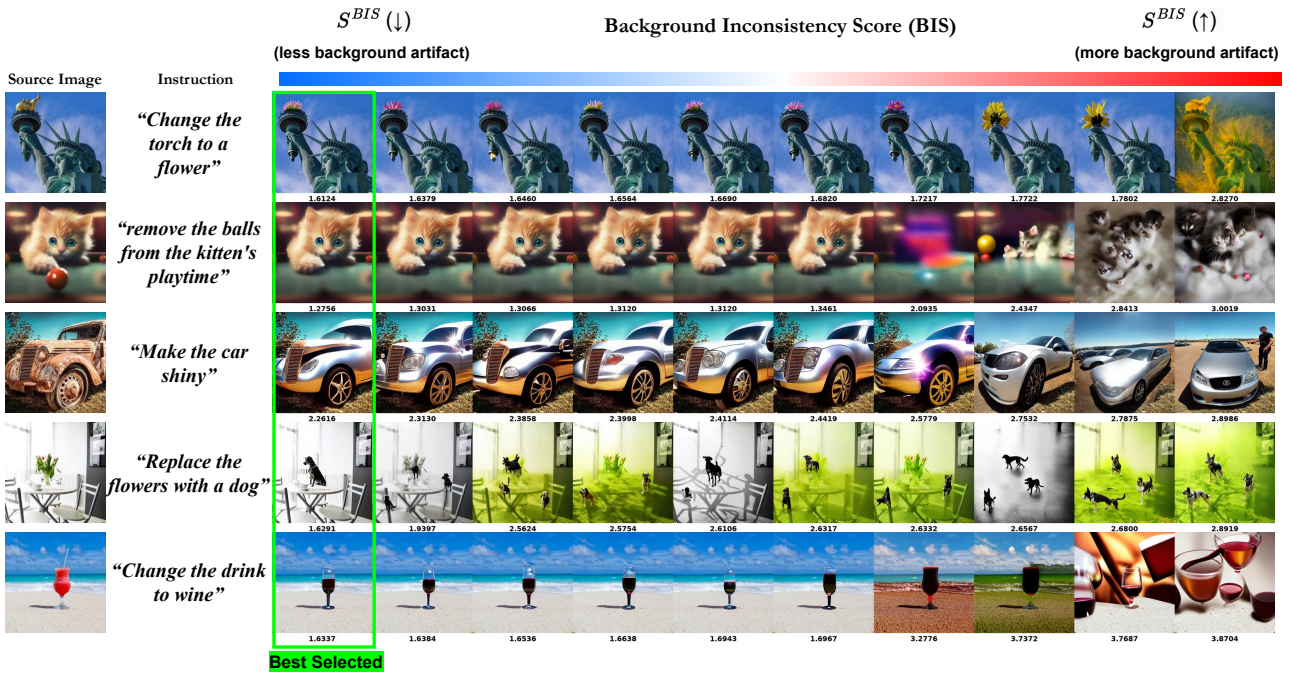 S^{BIS} (↓)
Background Inconsistency Score (BIS)
S^{BIS} (↑)
(less background artifact)
(more background artifact)
Source Image
Instruction
“Change the
torch to a
flower”
1.6124 1.6379 1.6460 1.6564 1.6690 1.6820 1.7217 1.7722 1.7802 2.8270
“remove the balls
from the kitten's
playtime”
1.2756 1.3031 1.3066 1.3120 1.3120 1.3461 2.0935 2.4347 2.8413 3.0019
“Make the car
shiny”
2.2616 2.3130 2.3858 2.3998 2.4114 2.4419 2.5779 2.7532 2.7875 2.8986
“Replace the
flowers with a dog”
1.6291 1.9397 2.5624 2.5754 2.6106 2.6317 2.6332 2.6567 2.6800 2.8919
“Change the drink
to wine”
1.6337 1.6384 1.6536 1.6638 1.6943 1.6967 3.2776 3.7372 3.7687 3.8704
Best Selected